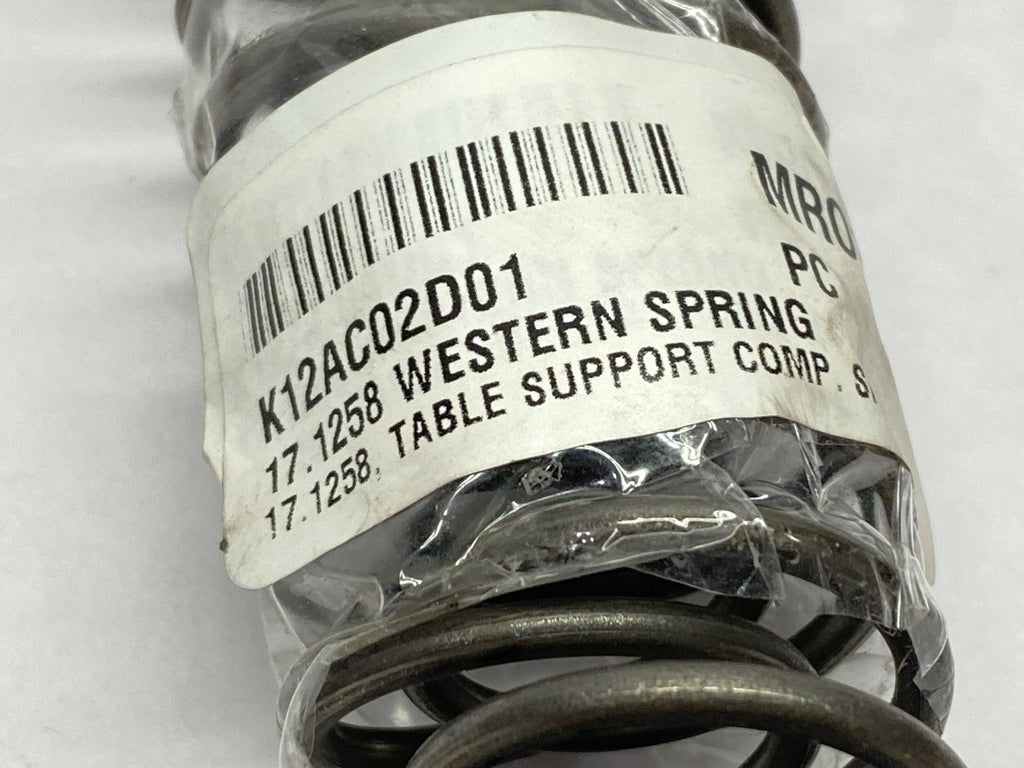 MRO
PC
K12AC02D01
17.1258 WESTERN SPRING
17.1258, TABLE SUPPORT COMP.